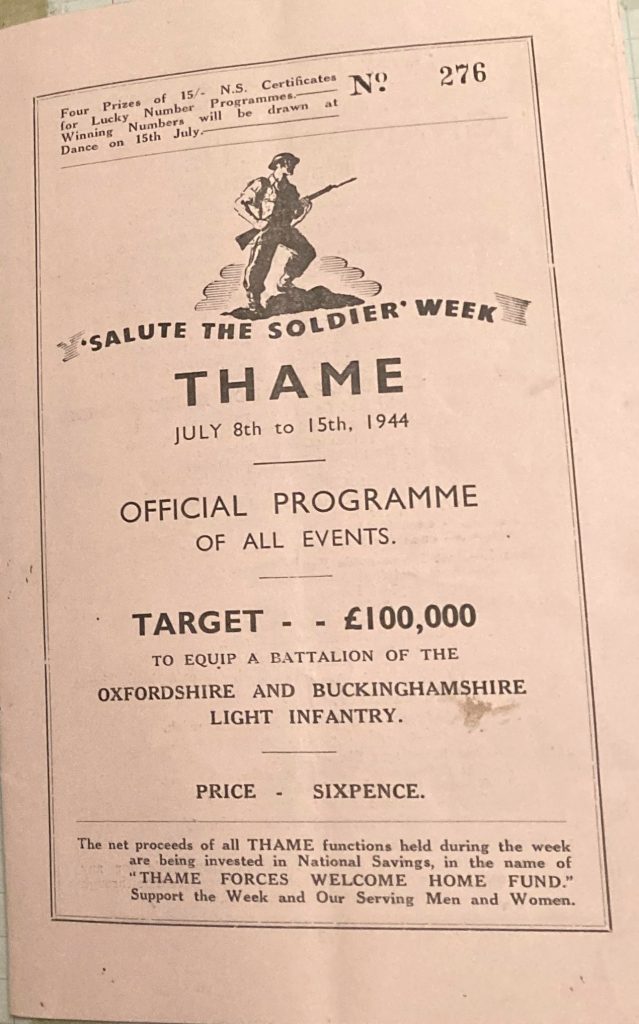 Four Prizes of 15/- N.S. Certificates
for Lucky Number Programmes.
Winning Numbers will be drawn at
Dance on 15th July.
Nº 276
'SALUTE THE SOLDIER' WEEK
THAME
JULY 8th to 15th, 1944
OFFICIAL PROGRAMME
OF ALL EVENTS.
TARGET - - £100,000
TO EQUIP A BATTALION OF THE
OXFORDSHIRE AND BUCKINGHAMSHIRE
LIGHT INFANTRY.
PRICE - SIXPENCE.
The net proceeds of all THAME functions held during the week
are being invested in National Savings, in the name of
"THAME FORCES WELCOME HOME FUND."
Support the Week and Our Serving Men and Women.